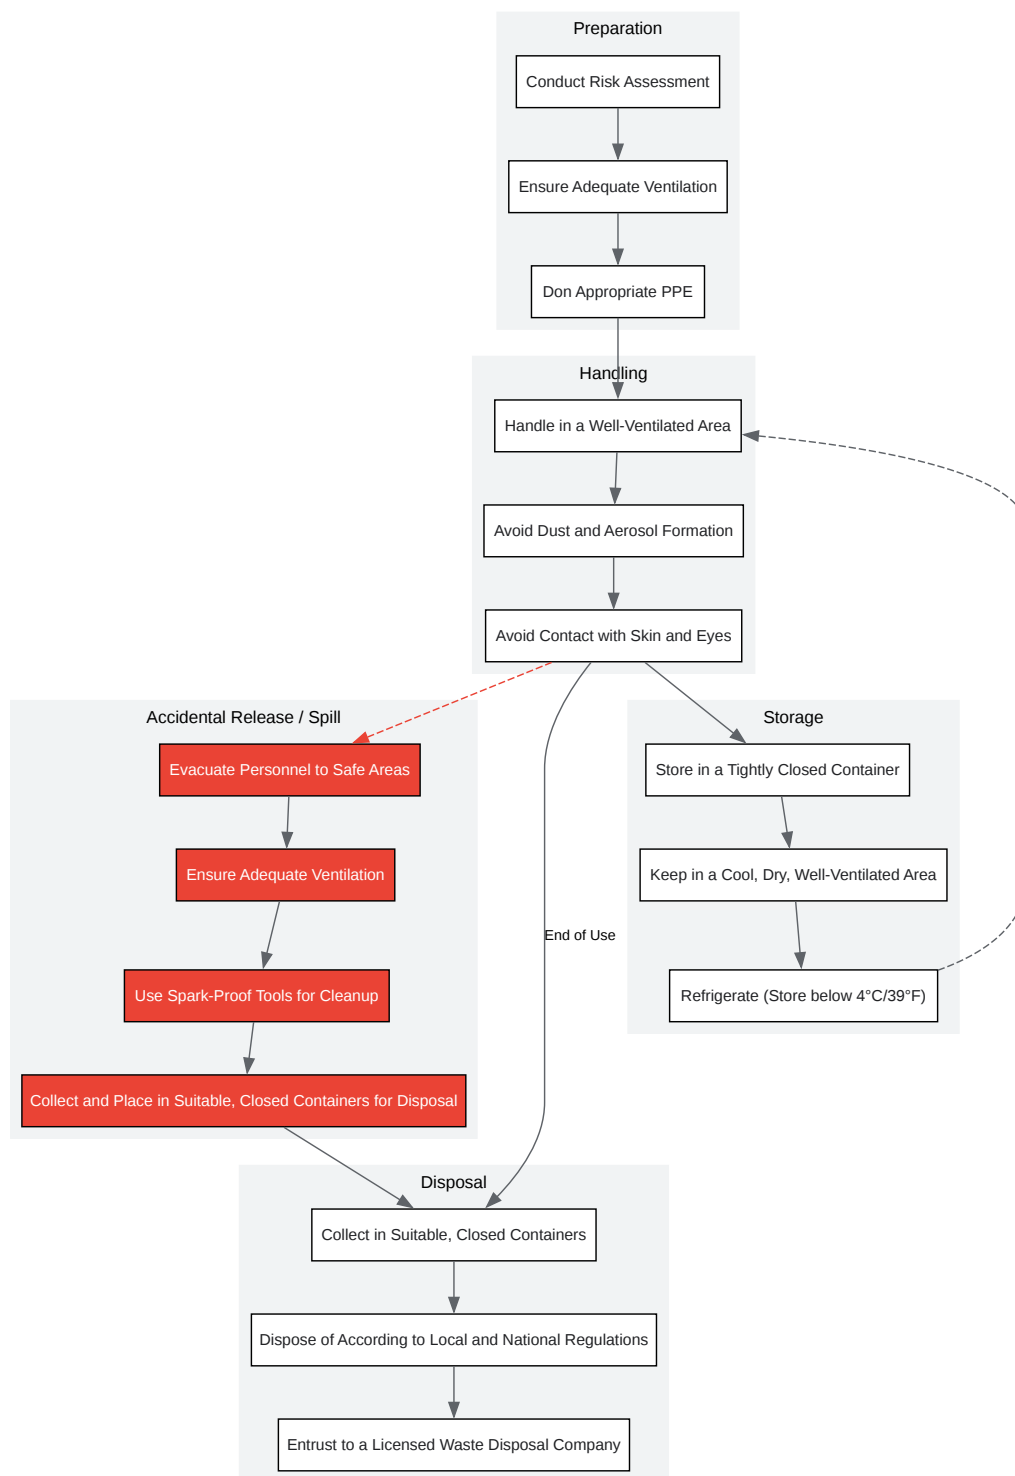 Preparation
Conduct Risk Assessment
Ensure Adequate Ventilation
Don Appropriate PPE
Handling
Handle in a Well-Ventilated Area
Avoid Dust and Aerosol Formation
Avoid Contact with Skin and Eyes
Accidental Release / Spill
Evacuate Personnel to Safe Areas
Ensure Adequate Ventilation
Use Spark-Proof Tools for Cleanup
Collect and Place in Suitable, Closed Containers for Disposal
Storage
Store in a Tightly Closed Container
Keep in a Cool, Dry, Well-Ventilated Area
Refrigerate (Store below 4°C/39°F)
End of Use
Disposal
Collect in Suitable, Closed Containers
Dispose of According to Local and National Regulations
Entrust to a Licensed Waste Disposal Company